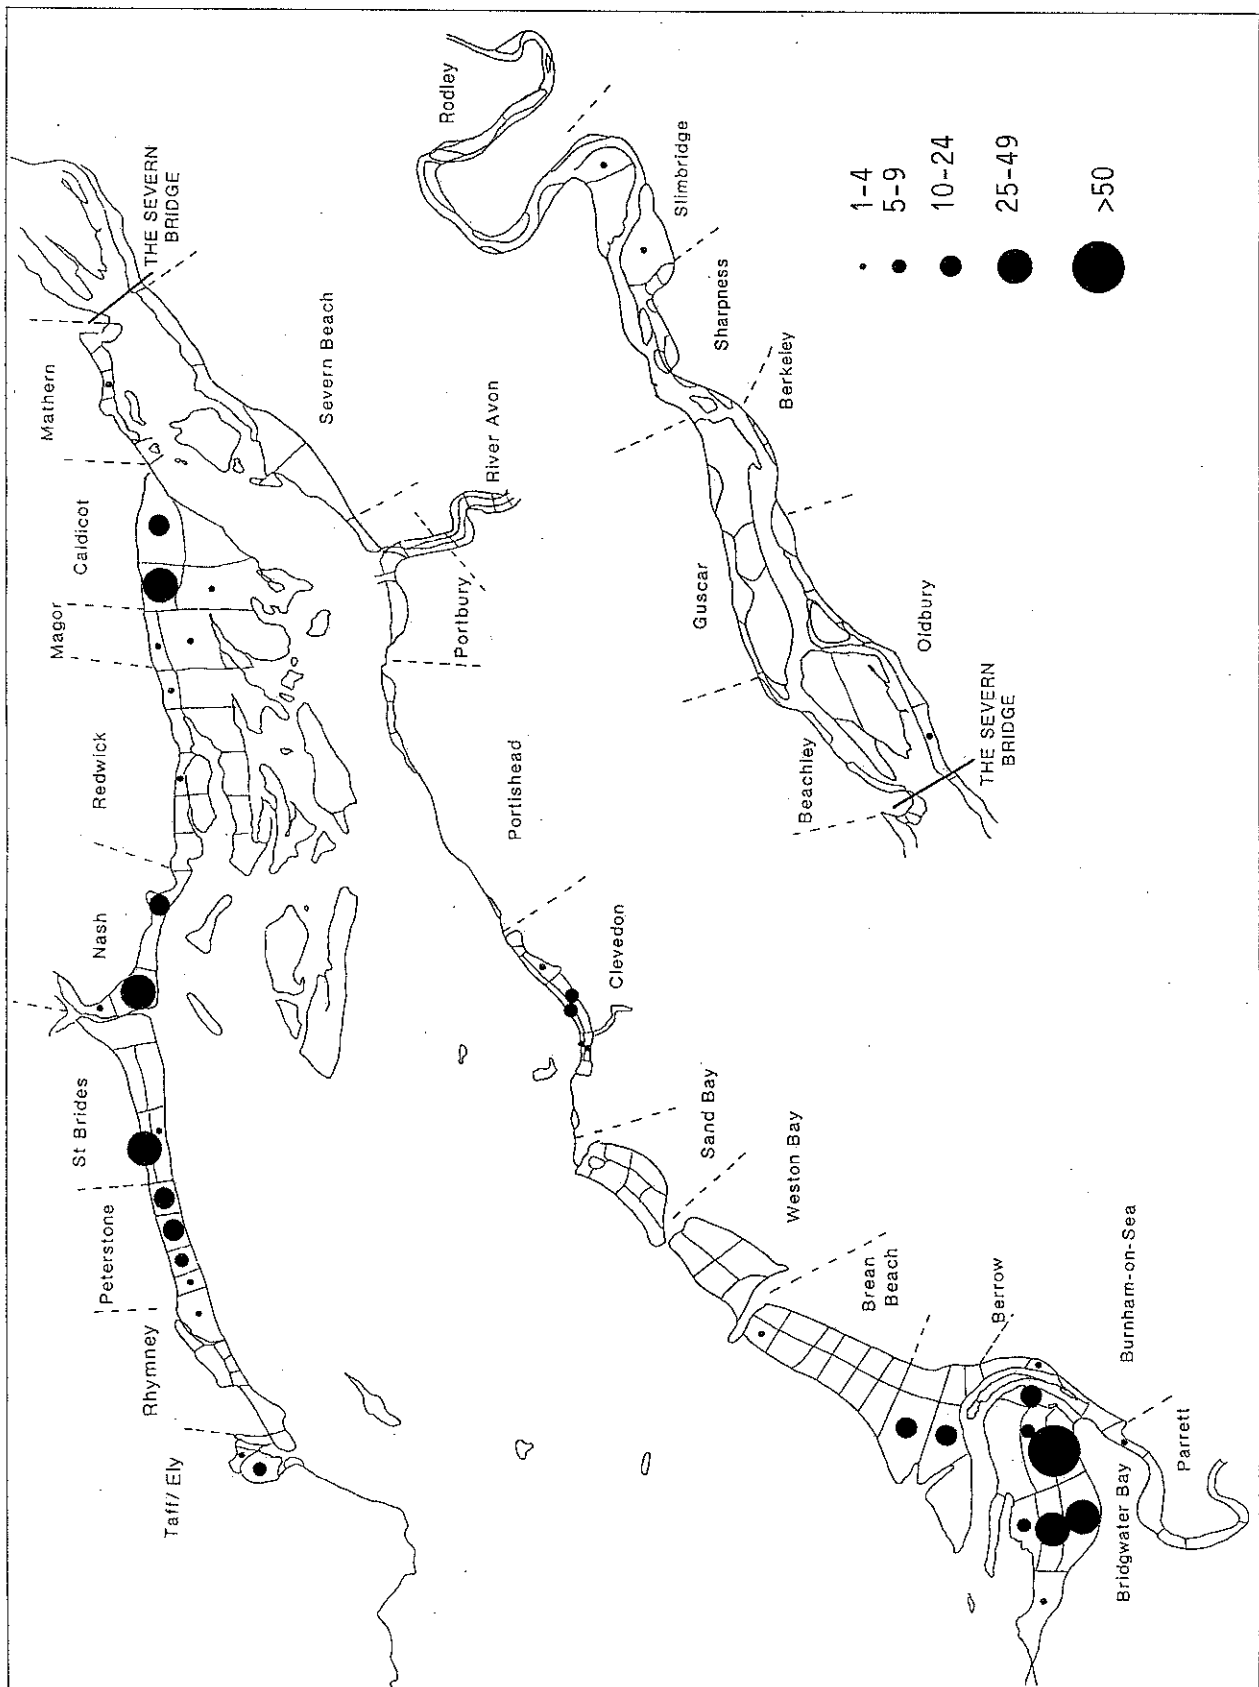 Taff/ Ely
Rhymney
Peterstone
St Brides
Nash
Redwick
Magor
Caldicot
Mathern
THE SEVERN
BRIDGE
Severn Beach
River Avon
Portbury
Portishead
Clevedon
Sand Bay
Weston Bay
Brean
Beach
Berrow
Burnham-on-Sea
Parrett
Bridgwater Bay
Rodley
Slimbridge
Sharpness
Berkeley
Guscar
Oldbury
Beachley
THE SEVERN
BRIDGE
1-4
5-9
10-24
25-49
>50